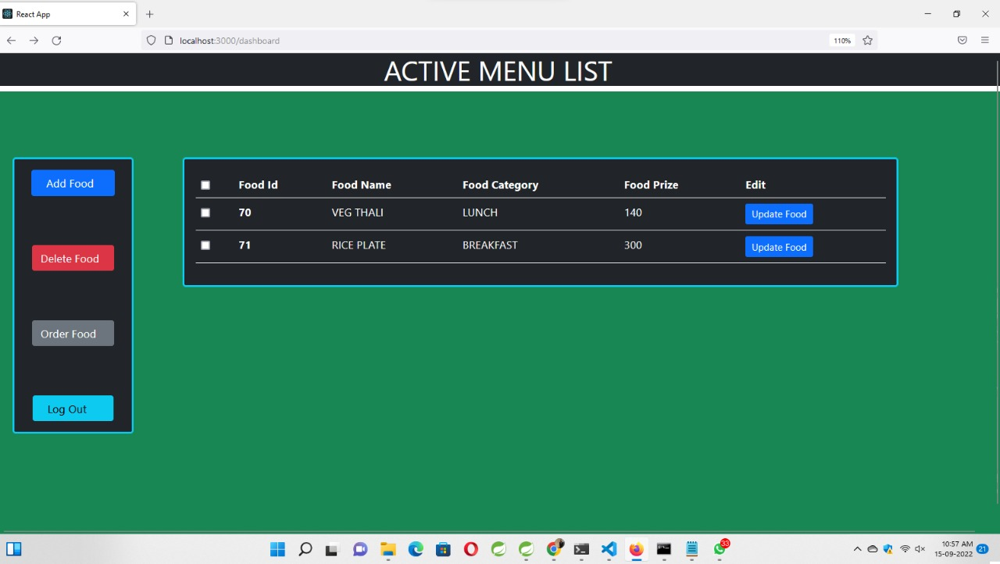 React App
localhost:3000/dashboard
110%
ACTIVE MENU LIST
Add Food
Delete Food
Order Food
Log Out
Food Id Food Name Food Category Food Prize Edit
70 VEG THALI LUNCH 140 Update Food
71 RICE PLATE BREAKFAST 300 Update Food
33
10:57 AM
15-09-2022
21